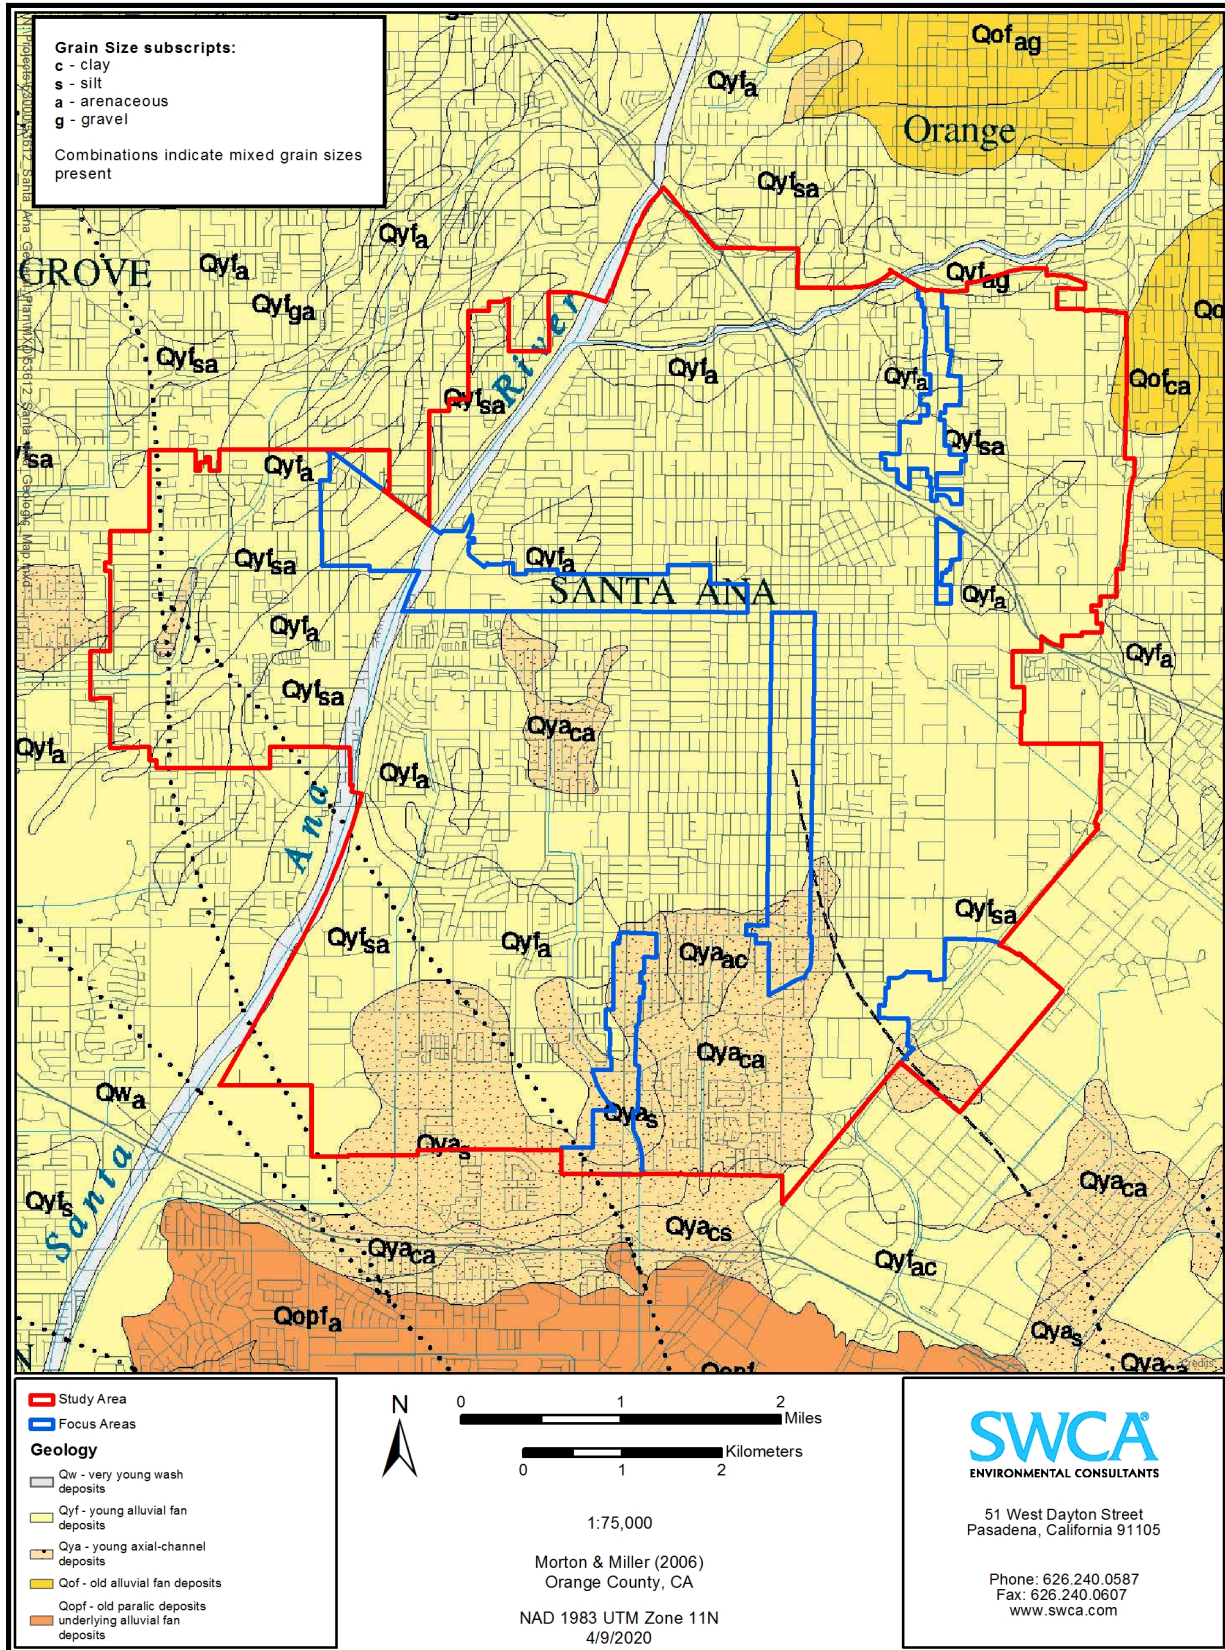 Grain Size subscripts:
c - clay
s - silt
a - arenaceous
g - gravel
Combinations indicate mixed grain sizes
present
Qofag
Qyfa
Orange
Qyfsa
Qyfa
GROVE
Qyfa
Qyfag
Qyfga
Qyfsa
River
Qyfa
Qyfa
Qofca
Qyfsa
Qyfsa
Qyfa
Qyfsa
Qyfa
SANTA ANA
Qyfa
Qyfa
Qyfa
Qyfsa
Qyaca
Qyfa
Qyfa
Ana
Qyfsa
Qyfsa
Qyfa
Qyaac
Qyaca
Qwa
Qyas
Qyas
Santa
Qyfs
Qyaca
Qyaca
Qyacs
Qyfac
Qopfa
Qyas
Qyaca
Credits:
Study Area
Focus Areas
Geology
Qw - very young wash
deposits
Qyf - young alluvial fan
deposits
Qya - young axial-channel
deposits
Qof - old alluvial fan deposits
Qopf - old paralic deposits
underlying alluvial fan
deposits
N
0 1 2
Miles
Kilometers
0 1 2
1:75,000
Morton & Miller (2006)
Orange County, CA
NAD 1983 UTM Zone 11N
4/9/2020
SWCA®
ENVIRONMENTAL CONSULTANTS
51 West Dayton Street
Pasadena, California 91105
Phone: 626.240.0587
Fax: 626.240.0607
www.swca.com